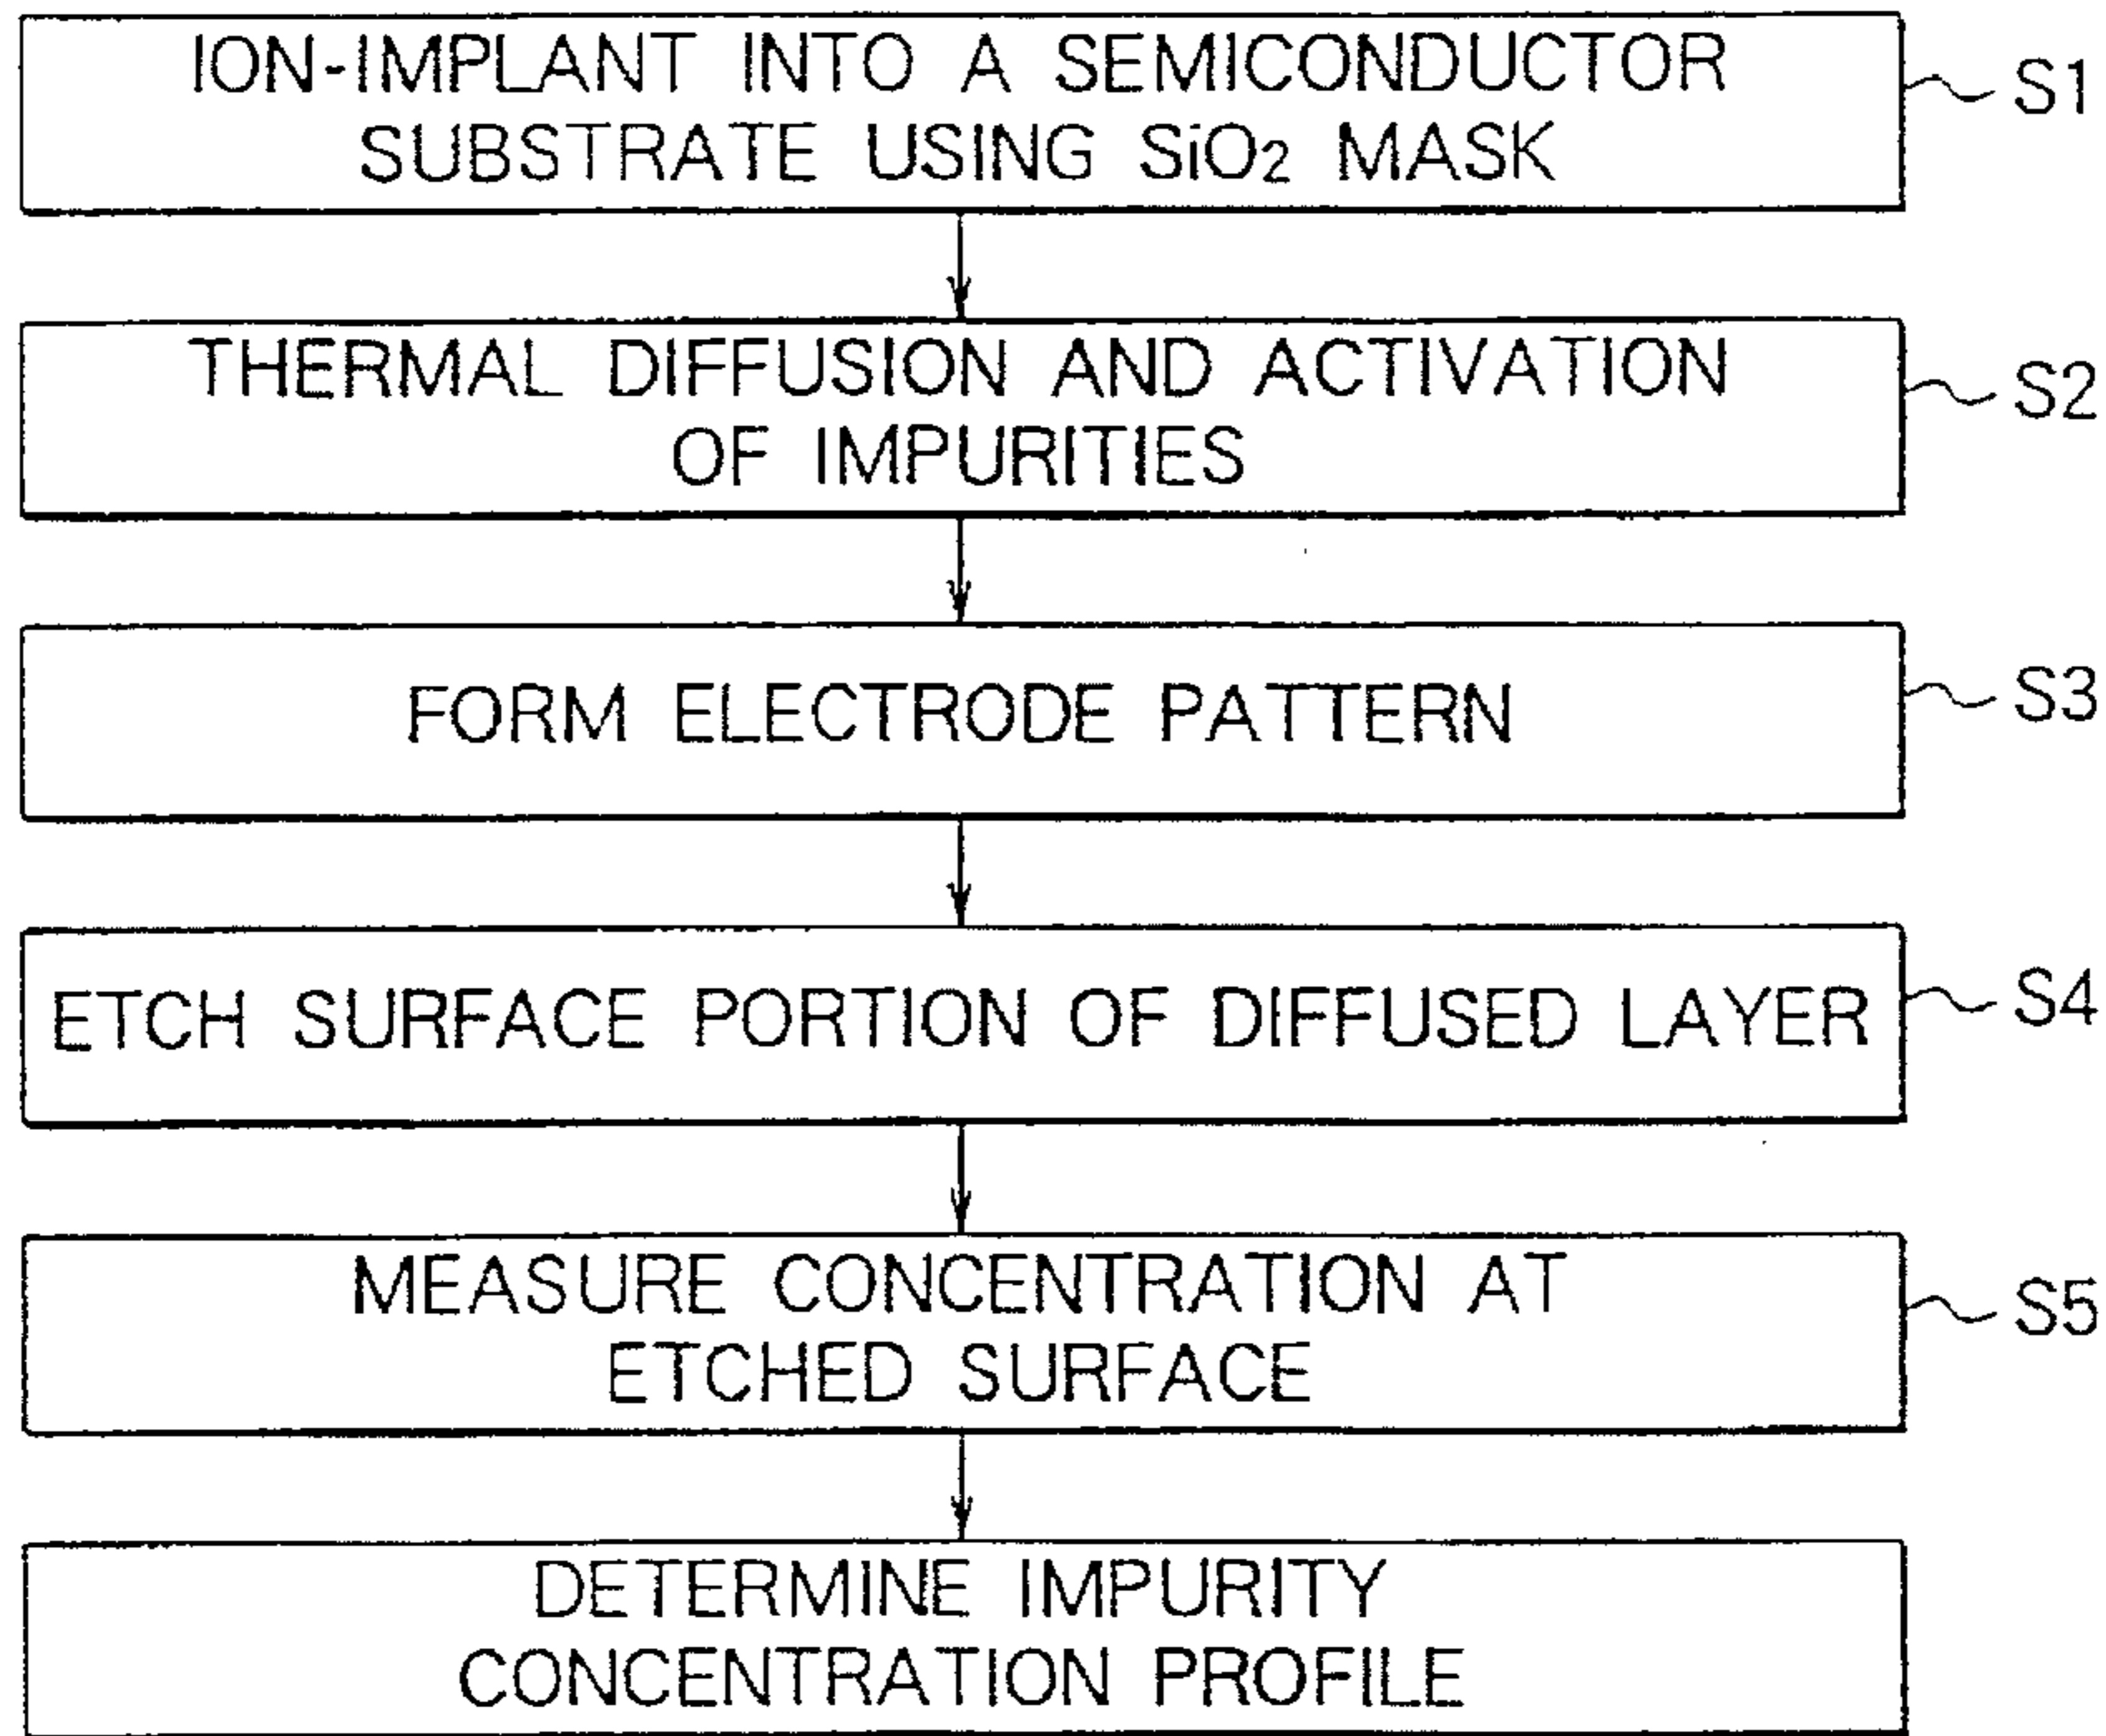 ION-IMPLANT INTO A SEMICONDUCTOR
SUBSTRATE USING SiO₂ MASK
S1
THERMAL DIFFUSION AND ACTIVATION
OF IMPURITIES
S2
FORM ELECTRODE PATTERN
S3
ETCH SURFACE PORTION OF DIFFUSED LAYER
S4
MEASURE CONCENTRATION AT
ETCHED SURFACE
S5
DETERMINE IMPURITY
CONCENTRATION PROFILE